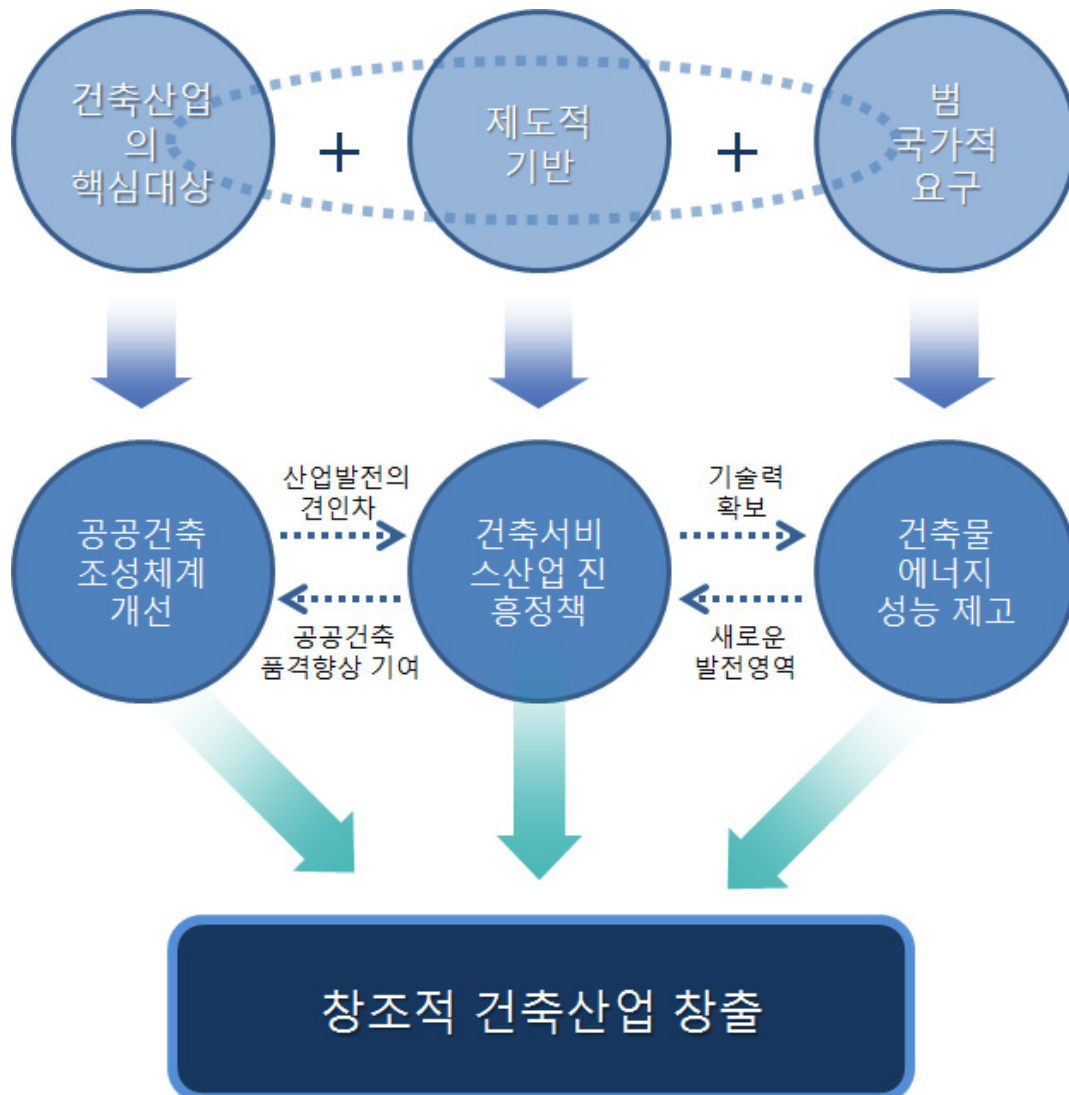 건축산업
의
핵심대상
+
제도적
기반
+
범
국가적
요구
공공건축
조성체계
개선
산업발전의
견인차
공공건축
품격향상 기여
건축서비
스산업 진
흥정책
기술력
확보
새로운
발전영역
건축물
에너지
성능 제고
창조적 건축산업 창출